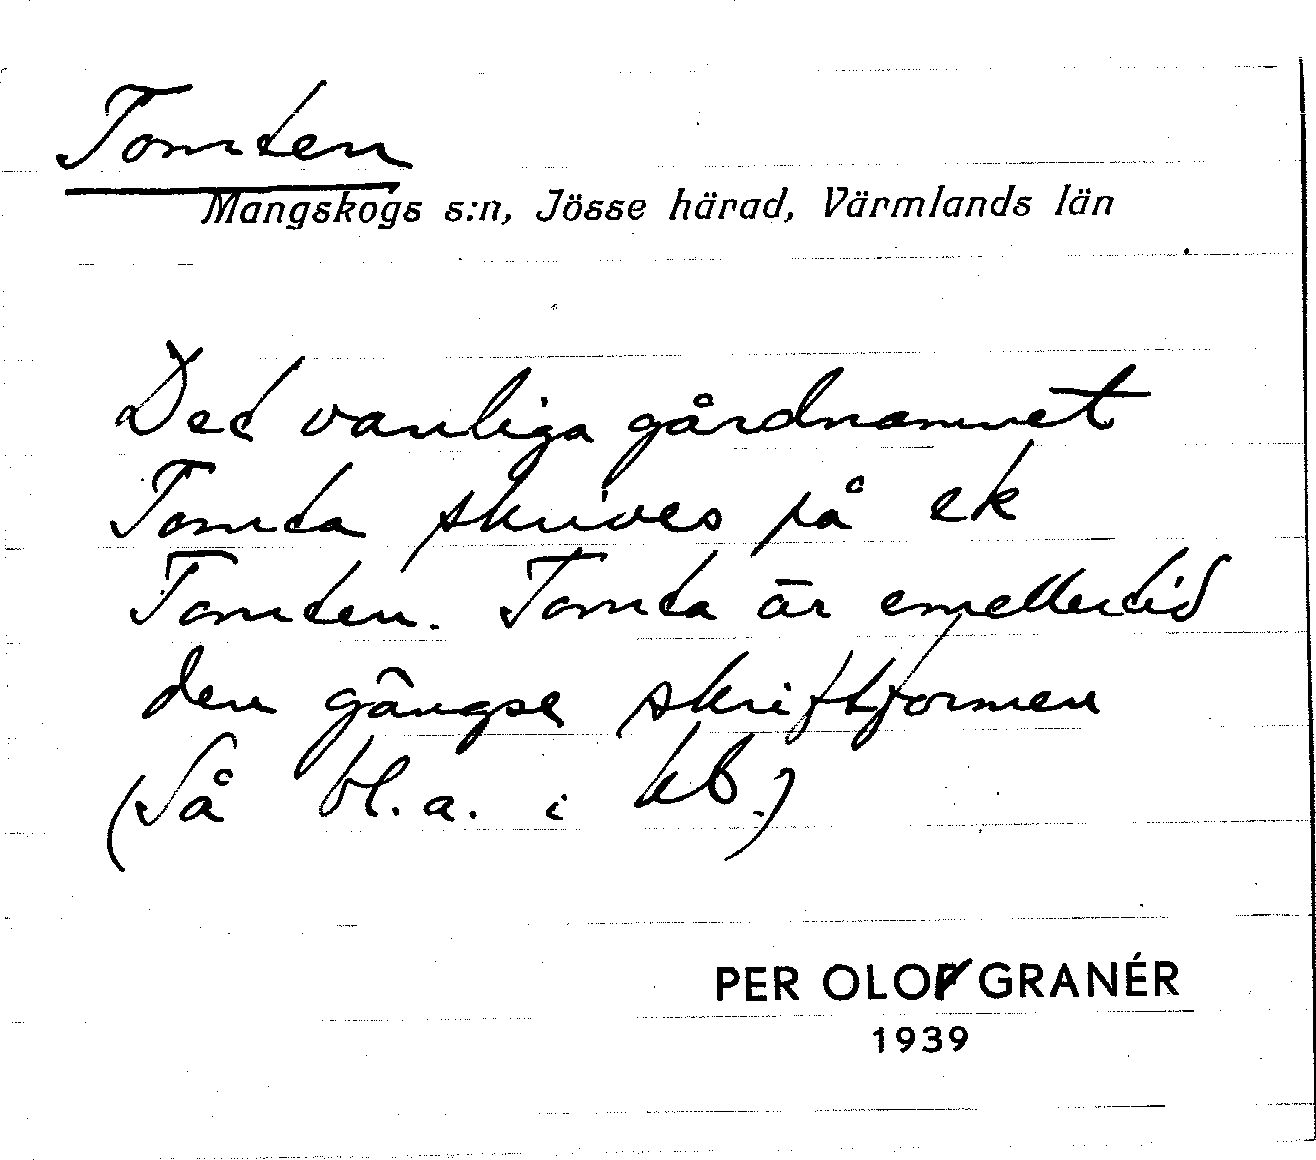 Tomten
Mangskogs s:n, Jösse härad, Värmlands län
Det vanliga gårdnamnet
Tomta skrives på ek
Tomten. Tomta är emellertid
den gängse skriftformen
(Så bl.a. i kb.)
PER OLOF GRANÉR
1939